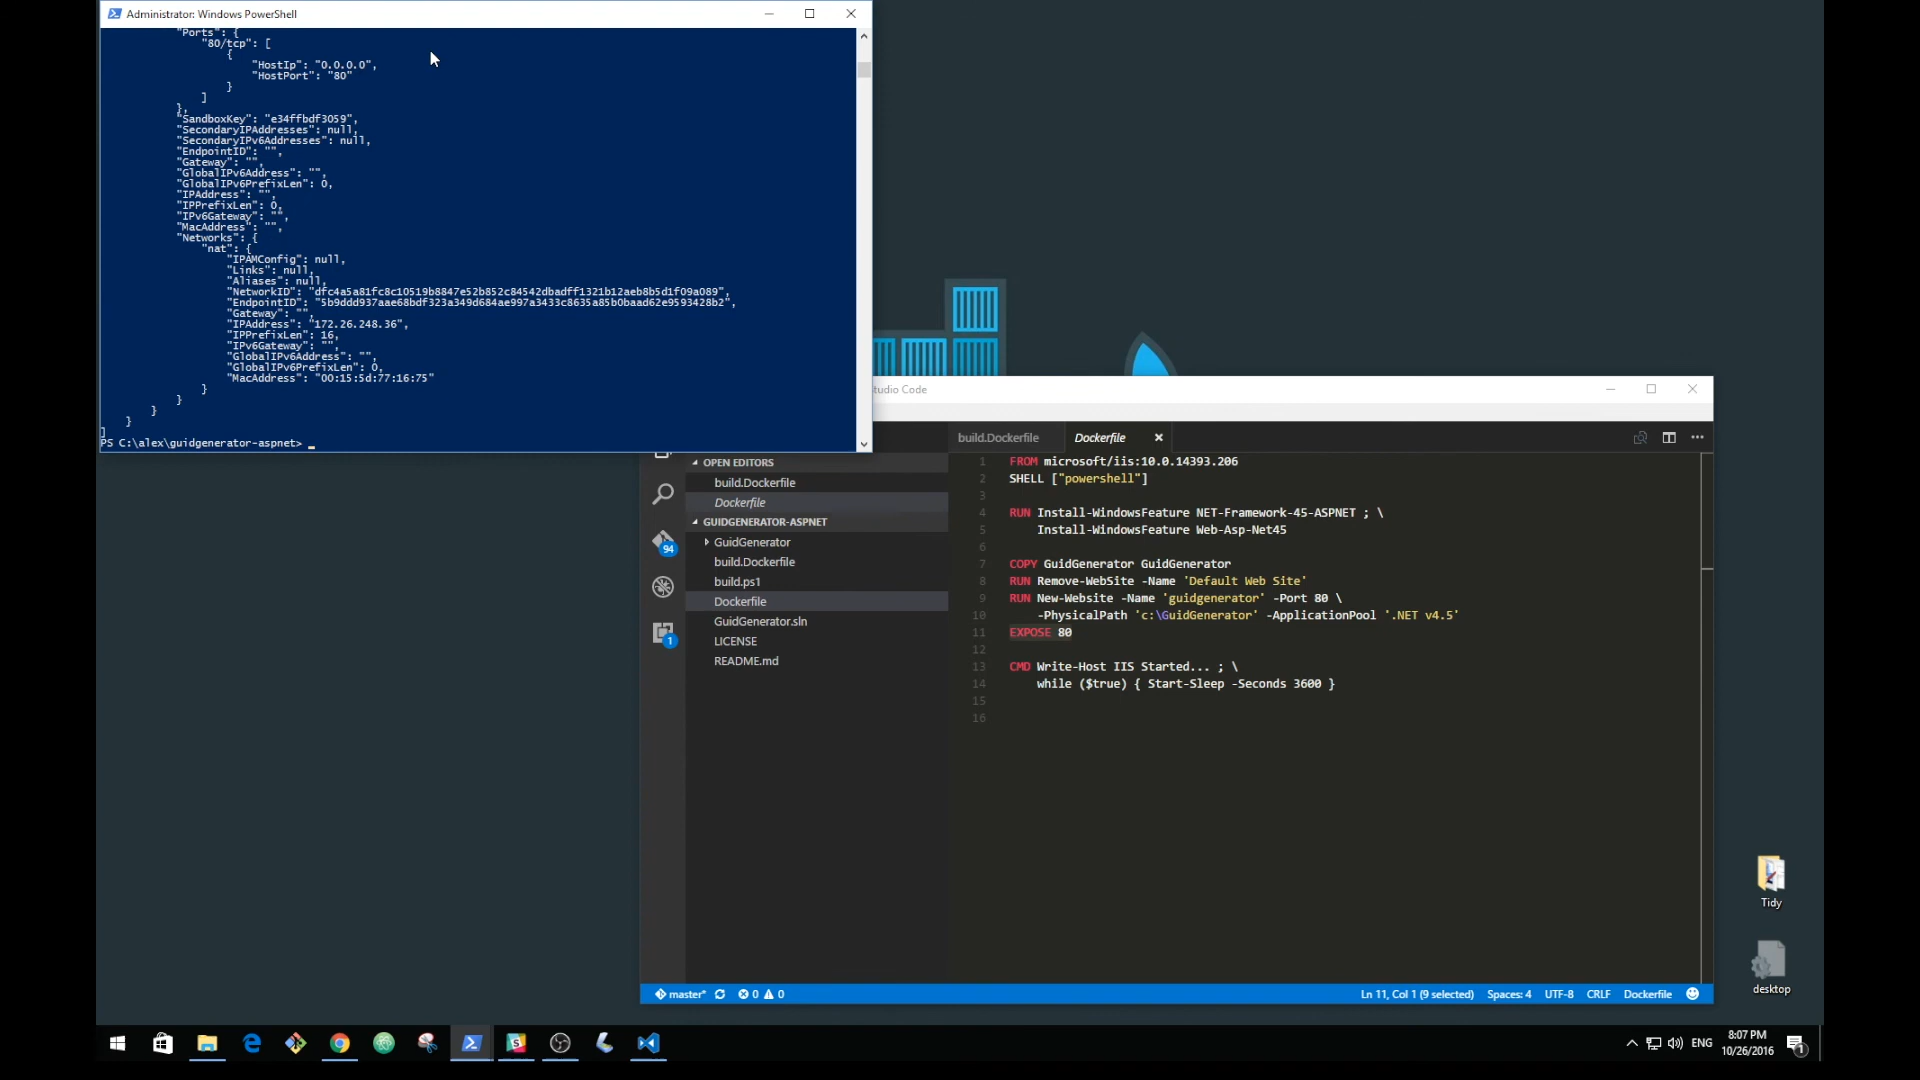 Administrator: Windows PowerShell
"Ports": {
"80/tcp": [
{
"HostIp": "0.0.0.0",
"HostPort": "80"
}
]
},
"SandboxKey": "e34ffbdf3059",
"SecondaryIPAddresses": null,
"SecondaryIPv6Addresses": null,
"EndpointID": "",
"Gateway": "",
"GlobalIPv6Address": "",
"GlobalIPv6PrefixLen": 0,
"IPAddress": "",
"IPPrefixLen": 0,
"IPv6Gateway": "",
"MacAddress": "",
"Networks": {
"nat": {
"IPAMConfig": null,
"Links": null,
"Aliases": null,
"NetworkID": "dfc4a5a81fc8c10519b8847e52b852c84542dbadff1321b12aeb8b5d1f09a089",
"EndpointID": "5b9ddd937aae68bdf323a349d684ae997a3433c8635a85b0baad62e9593428b2",
"Gateway": "",
"IPAddress": "172.26.248.36",
"IPPrefixLen": 16,
"IPv6Gateway": "",
"GlobalIPv6Address": "",
"GlobalIPv6PrefixLen": 0,
"MacAddress": "00:15:5d:77:16:75"
}
}
}
}
]
PS C:\alex\guidgenerator-aspnet> _
tudio Code
build.Dockerfile
Dockerfile
OPEN EDITORS
build.Dockerfile
Dockerfile
GUIDGENERATOR-ASPNET
GuidGenerator
build.Dockerfile
build.ps1
Dockerfile
GuidGenerator.sln
LICENSE
README.md
94
1
1 FROM microsoft/iis:10.0.14393.206
2 SHELL ["powershell"]
3
4 RUN Install-WindowsFeature NET-Framework-45-ASPNET ; \
5 Install-WindowsFeature Web-Asp-Net45
6
7 COPY GuidGenerator GuidGenerator
8 RUN Remove-WebSite -Name 'Default Web Site'
9 RUN New-Website -Name 'guidgenerator' -Port 80 \
10 -PhysicalPath 'c:\GuidGenerator' -ApplicationPool '.NET v4.5'
11 EXPOSE 80
12
13 CMD Write-Host IIS Started... ; \
14 while ($true) { Start-Sleep -Seconds 3600 }
15
16
master* 0 0
Ln 11, Col 1 (9 selected) Spaces: 4 UTF-8 CRLF Dockerfile
Tidy
desktop
ENG
8:07 PM
10/26/2016
1